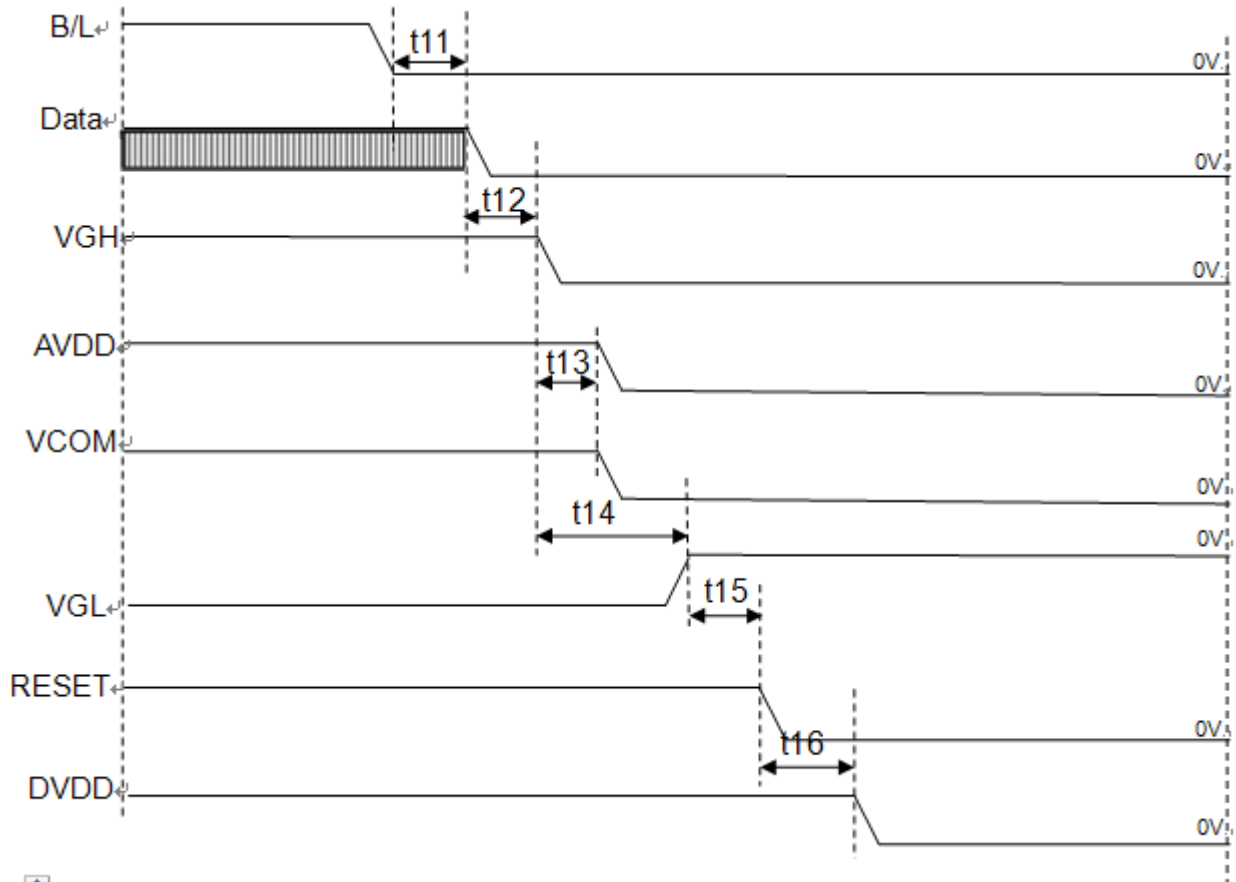 B/L
t11
0V
Data
0V
t12
VGH
0V
AVDD
t13
0V
VCOM
0V
t14
0V
VGL
t15
RESET
0V
t16
DVDD
0V